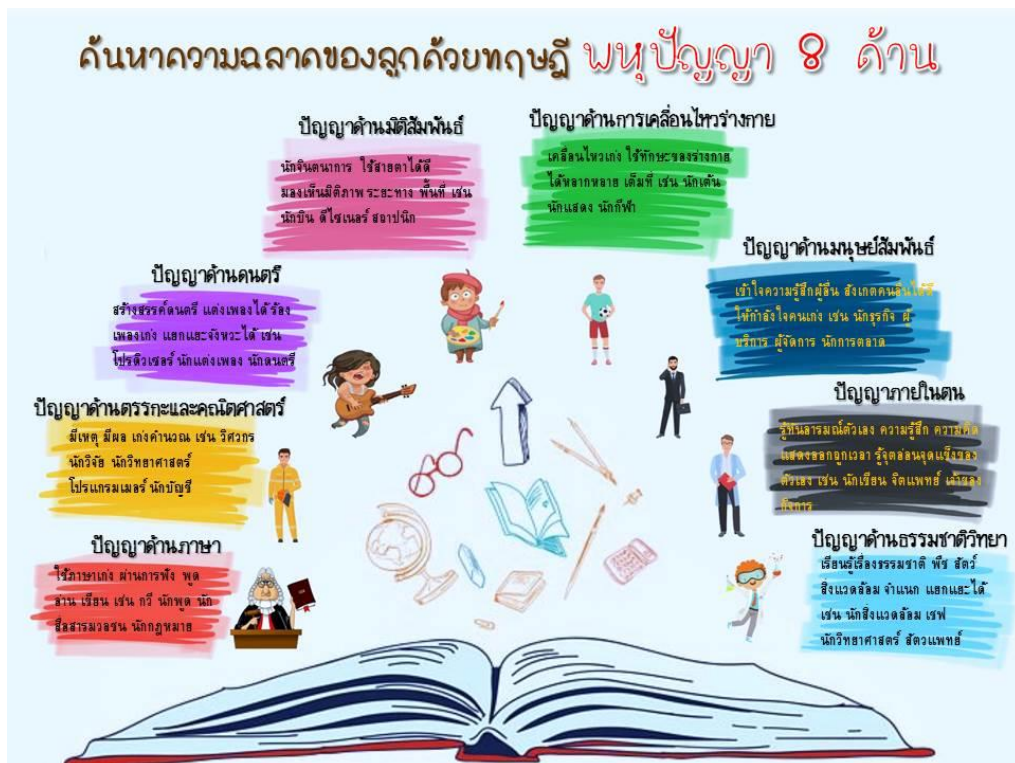 ค้นหาความฉลาดของลูกด้วยทฤษฎี พหุปัญญา 8 ด้าน
ปัญญาด้านมิติสัมพันธ์
นักจินตนาการ ใช้สายตาได้ดี
มองเห็นมิติภาพ ระยะทาง พื้นที่ เช่น
นักบิน ดีไซเนอร์ สถาปนิก
ปัญญาด้านการเคลื่อนไหวร่างกาย
เคลื่อนไหวเก่ง ใช้ทักษะของร่างกาย
ได้หลากหลาย เต็มที่ เช่น นักเต้น
นักแสดง นักกีฬา
ปัญญาด้านดนตรี
สร้างสรรค์ดนตรี แต่งเพลงได้ ร้อง
เพลงเก่ง แยกแยะจังหวะได้ เช่น
โปรดิวเซอร์ นักแต่งเพลง นักดนตรี
ปัญญาด้านมนุษย์สัมพันธ์
เข้าใจความรู้สึกผู้อื่น สังเกตคนอื่นได้ดี
ให้กำลังใจคนเก่ง เช่น นักธุรกิจ ผู้
บริการ ผู้จัดการ นักการตลาด
ปัญญาด้านตรรกะและคณิตศาสตร์
มีเหตุ มีผล เก่งคำนวณ เช่น วิศวกร
นักวิจัย นักวิทยาศาสตร์
โปรแกรมเมอร์ นักบัญชี
ปัญญาภายในตน
รู้ทันอารมณ์ตัวเอง ความรู้สึก ความคิด
แสดงออกถูกเวลา รู้จุดอ่อนจุดแข็งของ
ตัวเอง เช่น นักเขียน จิตแพทย์ เจ้าของ
กิจการ
ปัญญาด้านภาษา
ใช้ภาษาเก่ง ผ่านการฟัง พูด
อ่าน เขียน เช่น กวี นักพูด นัก
สื่อสารมวลชน นักกฎหมาย
ปัญญาด้านธรรมชาติวิทยา
เรียนรู้เรื่องธรรมชาติ พืช สัตว์
สิ่งแวดล้อม จำแนก แยกแยะได้
เช่น นักสิ่งแวดล้อม เชฟ
นักวิทยาศาสตร์ สัตวแพทย์